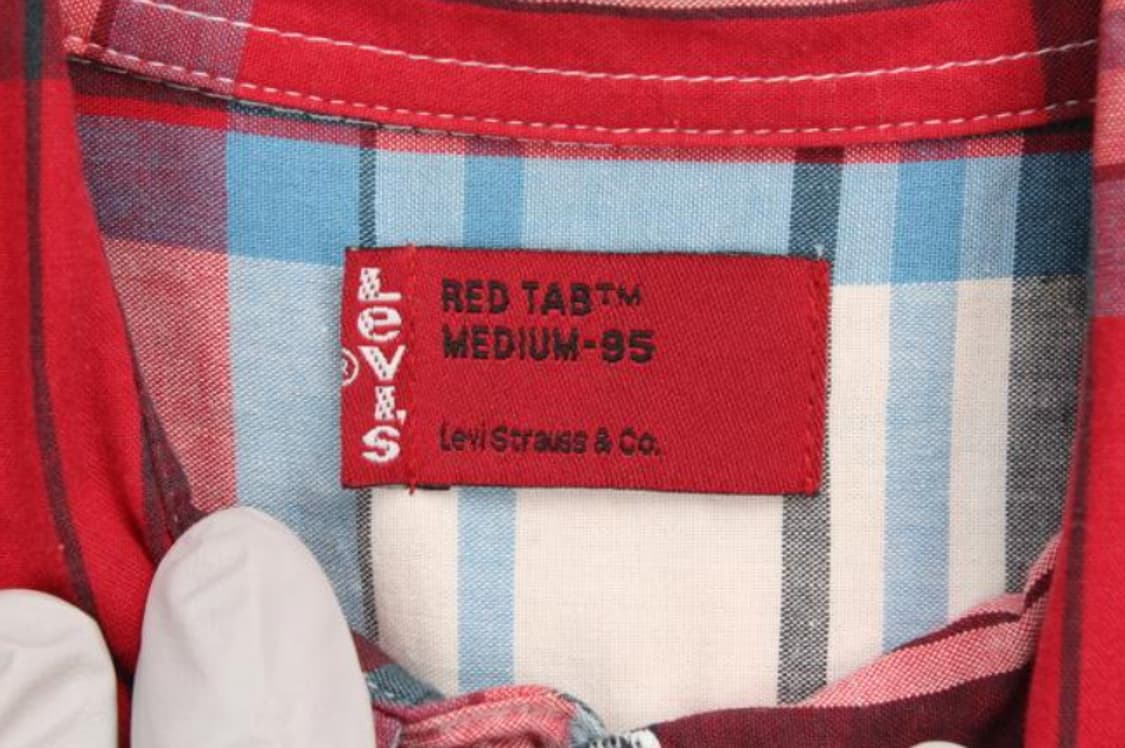 LEVI'S
®
RED TAB™
MEDIUM-95
Levi Strauss & Co.